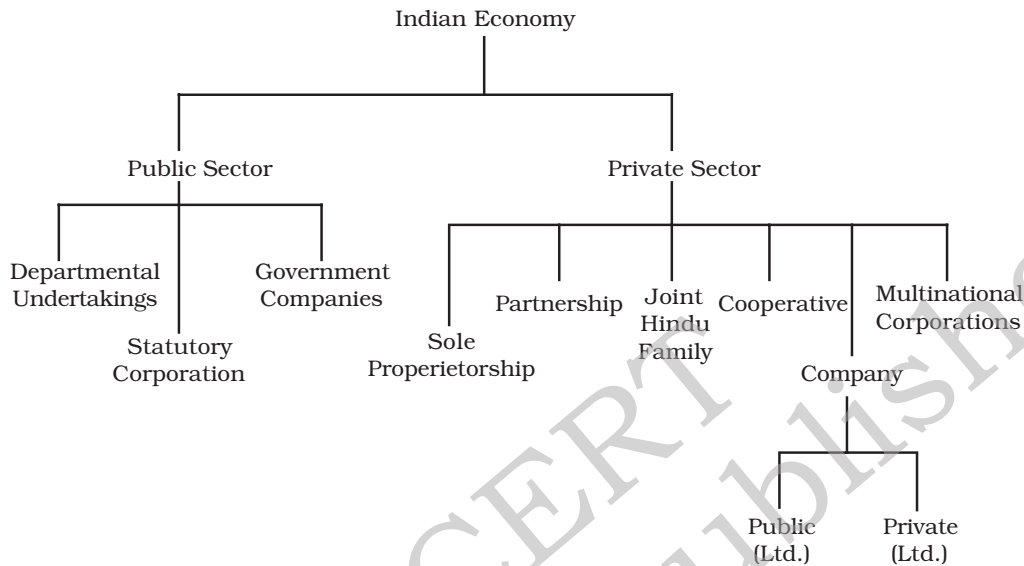 Indian Economy
Public Sector
Private Sector
Departmental
Undertakings
Statutory
Corporation
Government
Companies
Sole
Properietorship
Partnership
Joint
Hindu
Family
Cooperative
Company
Multinational
Corporations
Public
(Ltd.)
Private
(Ltd.)